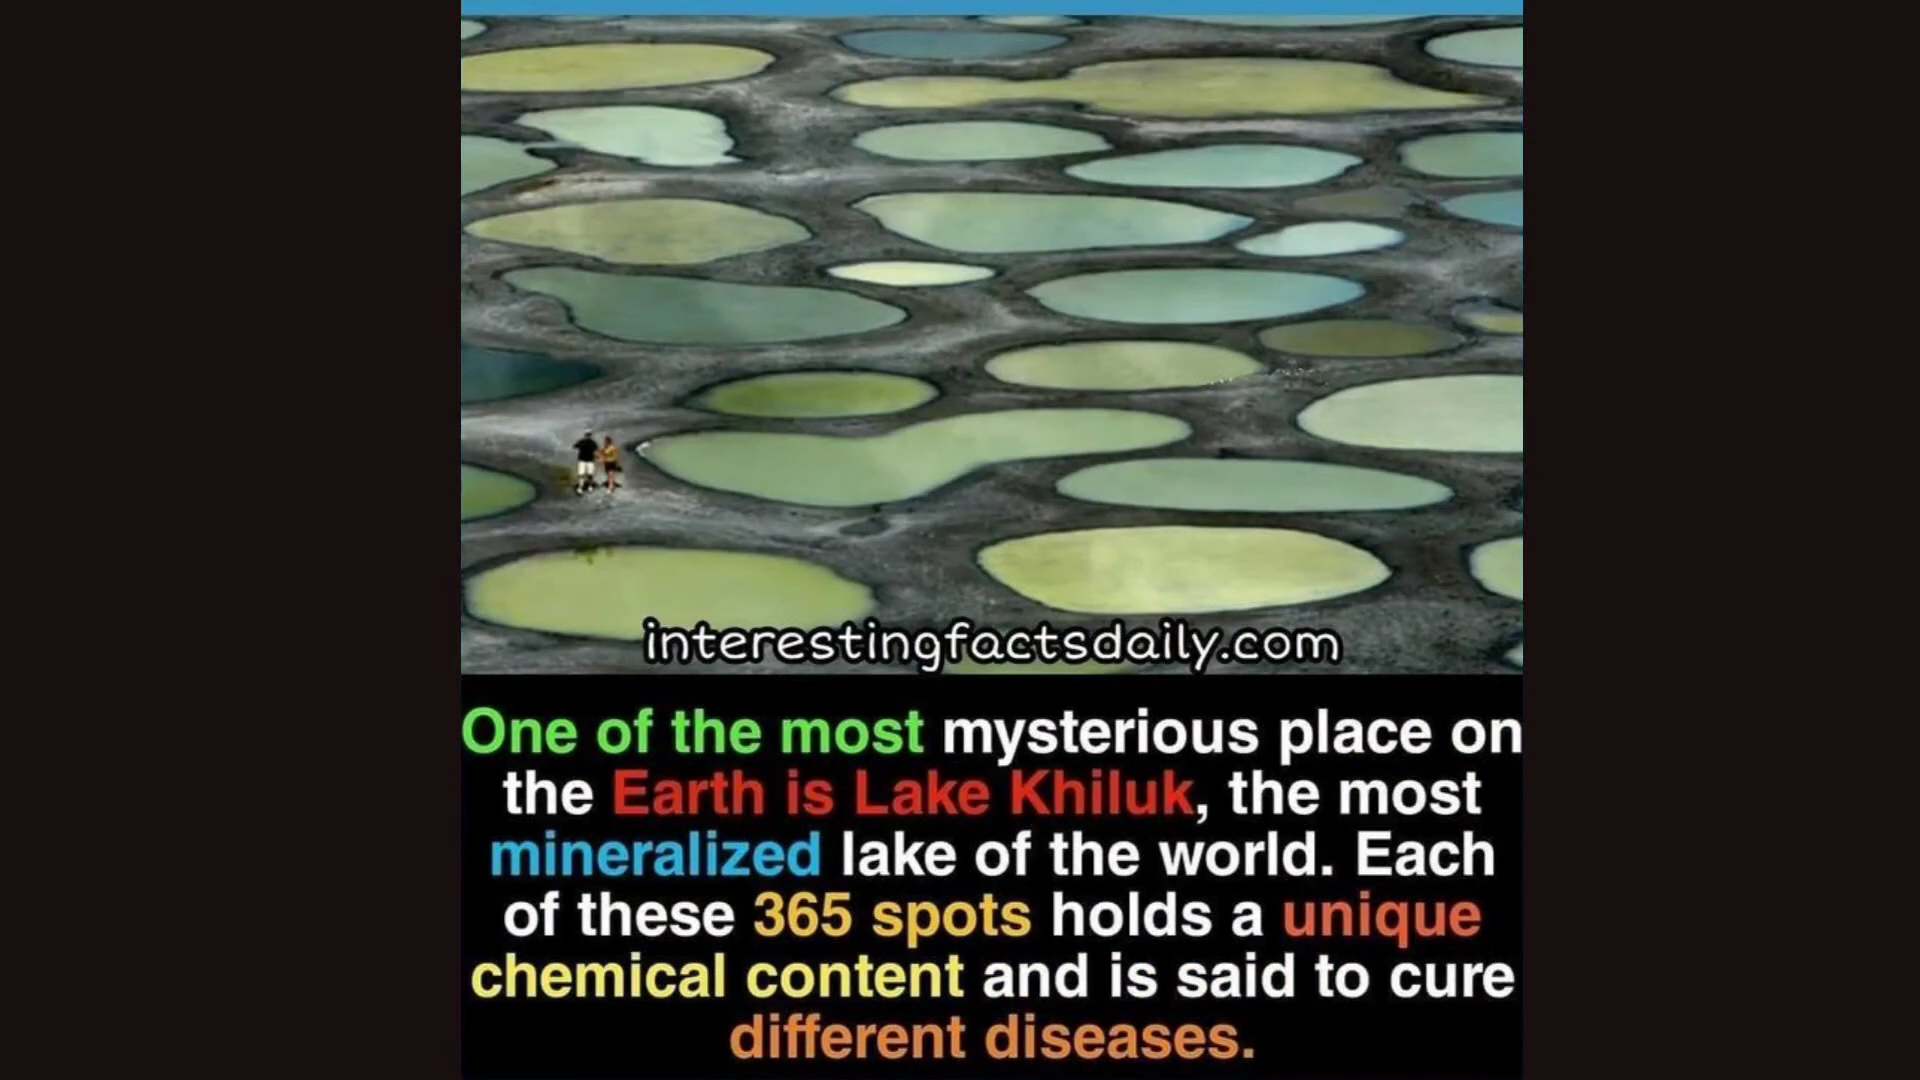 interestingfactsdaily.com
One of the most mysterious place on
the Earth is Lake Khiluk, the most
mineralized lake of the world. Each
of these 365 spots holds a unique
chemical content and is said to cure
different diseases.